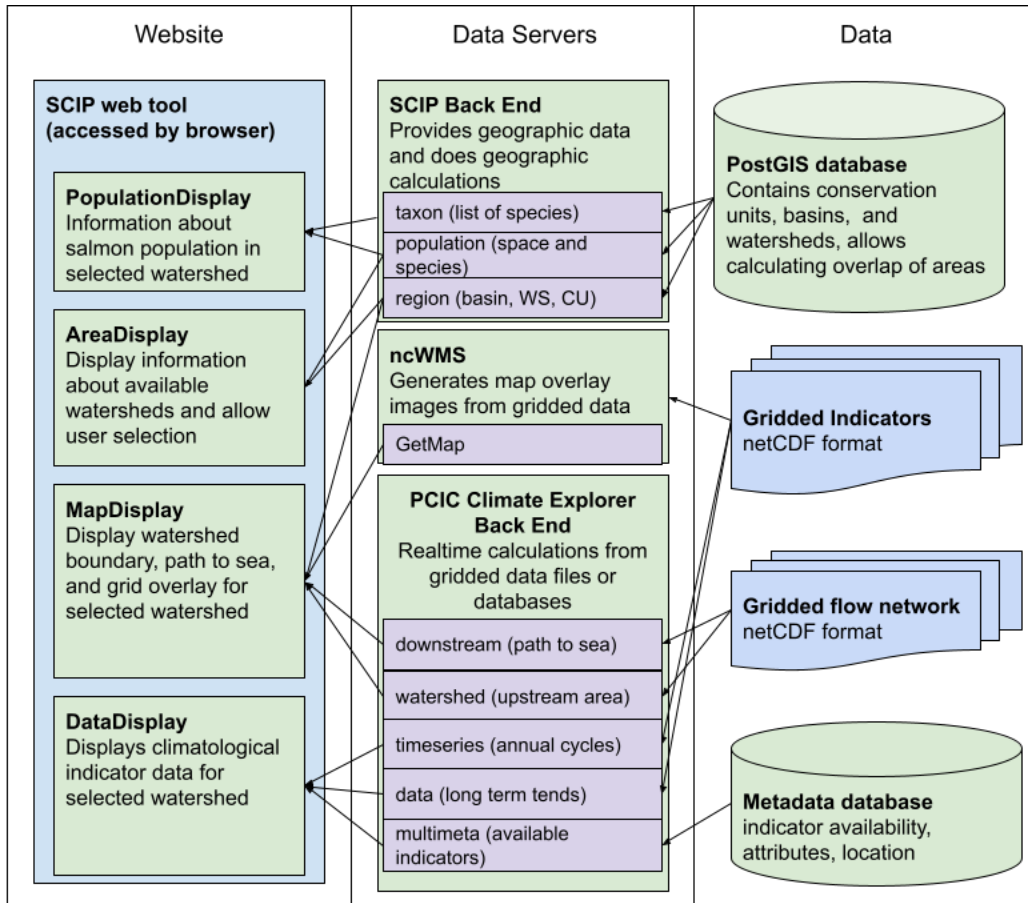 Website
SCIP web tool
(accessed by browser)
PopulationDisplay
Information about
salmon population in
selected watershed
AreaDisplay
Display information
about available
watersheds and allow
user selection
MapDisplay
Display watershed
boundary, path to sea,
and grid overlay for
selected watershed
DataDisplay
Displays climatological
indicator data for
selected watershed
Data Servers
SCIP Back End
Provides geographic data
and does geographic
calculations
taxon (list of species)
population (space and
species)
region (basin, WS, CU)
ncWMS
Generates map overlay
images from gridded data
GetMap
PCIC Climate Explorer
Back End
Realtime calculations from
gridded data files or
databases
downstream (path to sea)
watershed (upstream area)
timeseries (annual cycles)
data (long term tends)
multimeta (available
indicators)
Data
PostGIS database
Contains conservation
units, basins, and
watersheds, allows
calculating overlap of areas
Gridded Indicators
netCDF format
Gridded flow network
netCDF format
Metadata database
indicator availability,
attributes, location